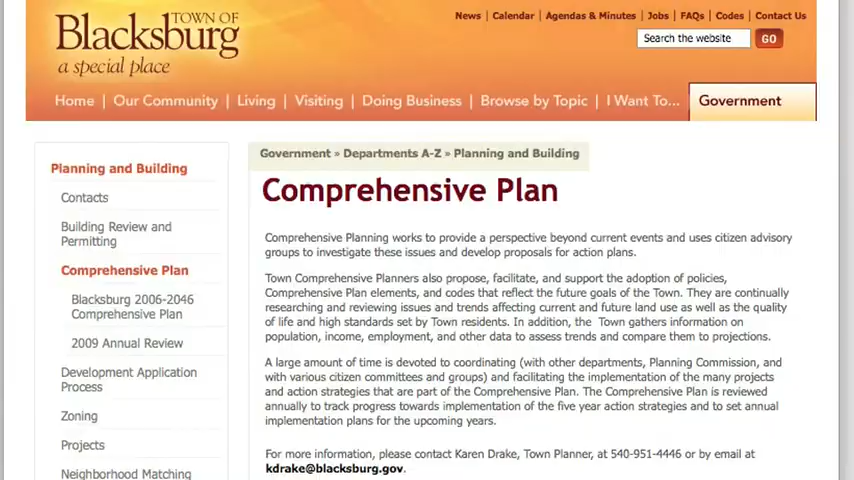 TOWN OF
Blacksburg
a special place
News | Calendar | Agendas & Minutes | Jobs | FAQs | Codes | Contact Us
Search the website GO
Home | Our Community | Living | Visiting | Doing Business | Browse by Topic | I Want To... Government
Planning and Building
Contacts
Building Review and
Permitting
Comprehensive Plan
Blacksburg 2006-2046
Comprehensive Plan
2009 Annual Review
Development Application
Process
Zoning
Projects
Neighborhood Matching
Government » Departments A-Z » Planning and Building
Comprehensive Plan
Comprehensive Planning works to provide a perspective beyond current events and uses citizen advisory
groups to investigate these issues and develop proposals for action plans.
Town Comprehensive Planners also propose, facilitate, and support the adoption of policies,
Comprehensive Plan elements, and codes that reflect the future goals of the Town. They are continually
researching and reviewing issues and trends affecting current and future land use as well as the quality
of life and high standards set by Town residents. In addition, the Town gathers information on
population, income, employment, and other data to assess trends and compare them to projections.
A large amount of time is devoted to coordinating (with other departments, Planning Commission, and
with various citizen committees and groups) and facilitating the implementation of the many projects
and action strategies that are part of the Comprehensive Plan. The Comprehensive Plan is reviewed
annually to track progress towards implementation of the five year action strategies and to set annual
implementation plans for the upcoming years.
For more information, please contact Karen Drake, Town Planner, at 540-951-4446 or by email at
kdrake@blacksburg.gov.